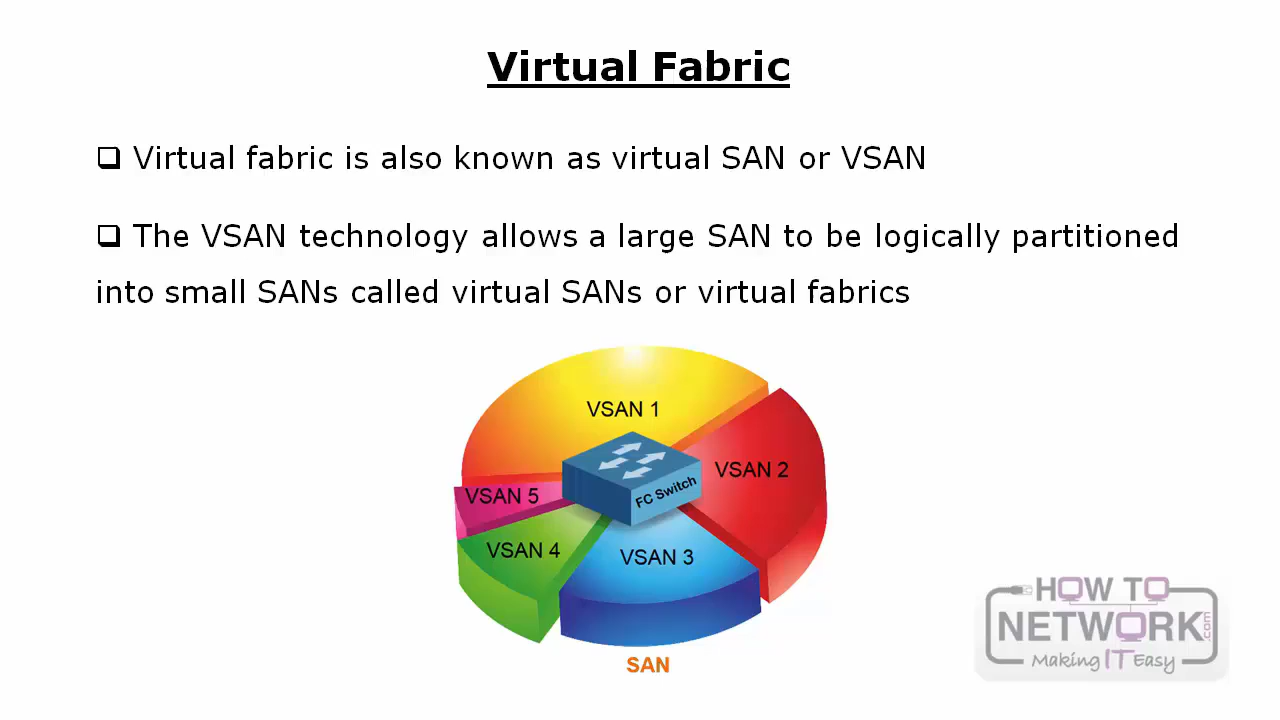 Virtual Fabric
❑ Virtual fabric is also known as virtual SAN or VSAN
❑ The VSAN technology allows a large SAN to be logically partitioned
into small SANs called virtual SANs or virtual fabrics
VSAN 1
VSAN 2
FC Switch
VSAN 5
VSAN 4
VSAN 3
SAN
HOW TO
NETWORK.com
Making IT Easy